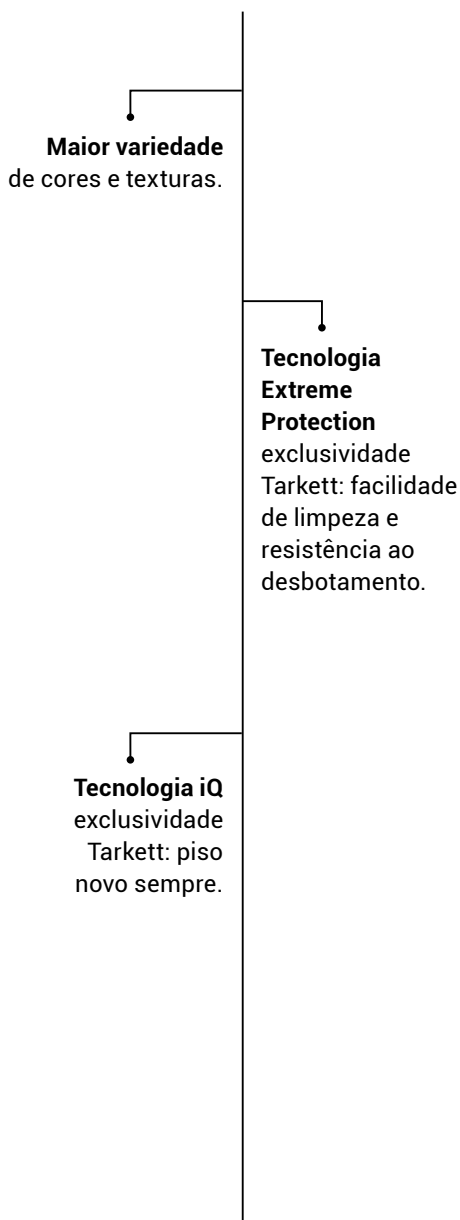 Maior variedade
de cores e texturas.
Tecnologia
Extreme
Protection
exclusividade
Tarkett: facilidade
de limpeza e
resistência ao
desbotamento.
Tecnologia iQ
exclusividade
Tarkett: piso
novo sempre.